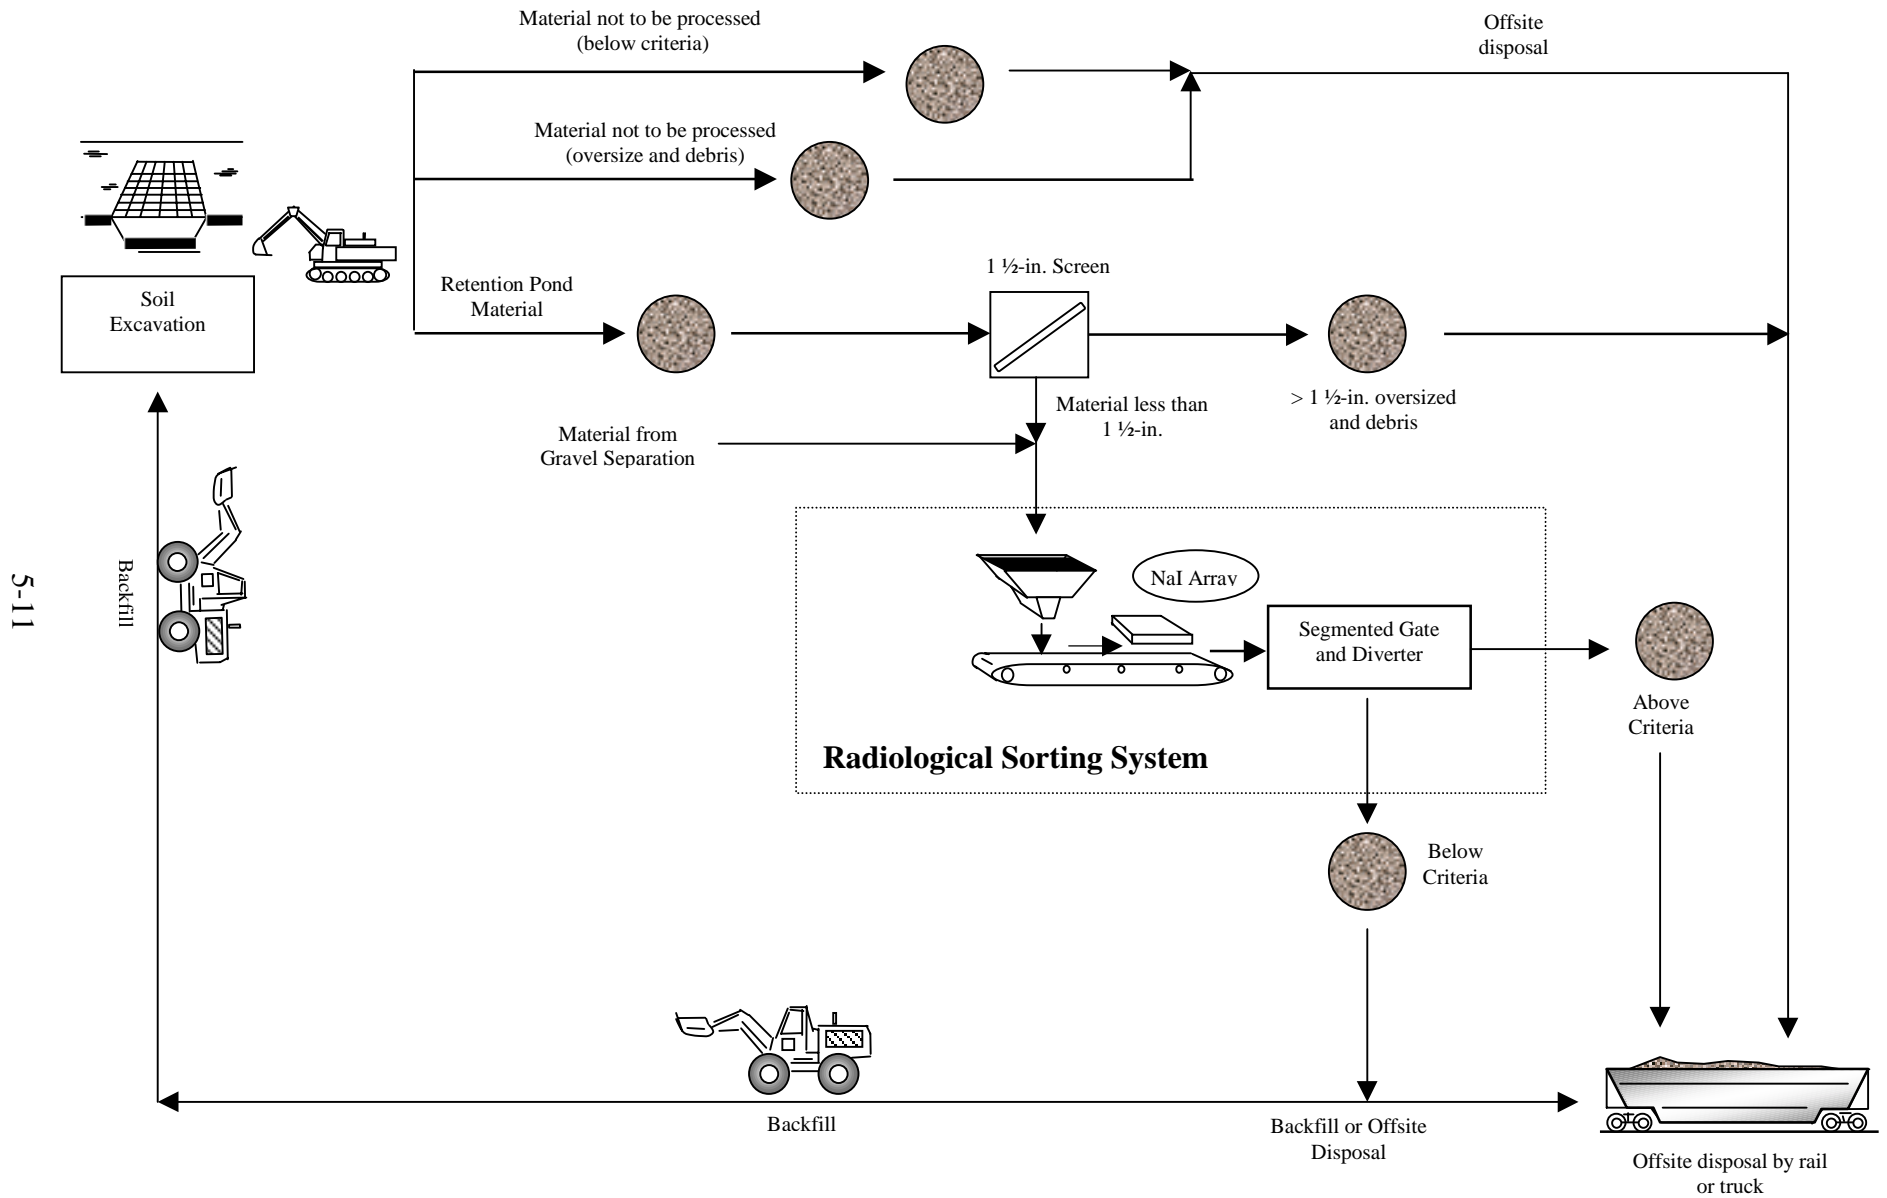 Material not to be processed
(below criteria)
Offsite
disposal
Material not to be processed
(oversize and debris)
Soil
Excavation
Retention Pond
Material
1 ½-in. Screen
> 1 ½-in. oversized
and debris
Material less than
1 ½-in.
Material from
Gravel Separation
NaI Array
Segmented Gate
and Diverter
Above
Criteria
Radiological Sorting System
Below
Criteria
Backfill
5-11
Backfill
Backfill or Offsite
Disposal
Offsite disposal by rail
or truck